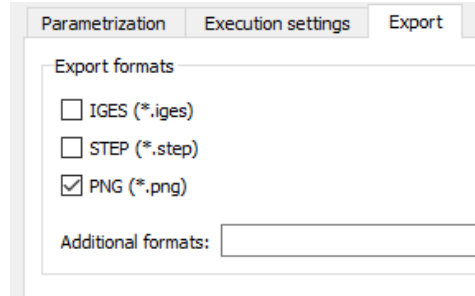 Parametrization Execution settings Export
Export formats
IGES (*.iges)
STEP (*.step)
PNG (*.png)
Additional formats: